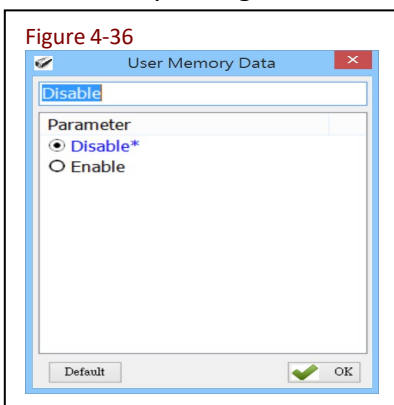 Figure 4-36
User Memory Data
Disable
Parameter
Disable*
Enable
Default
OK